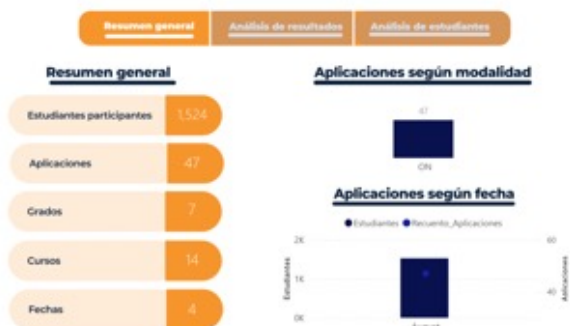 Resumen general
Análisis de resultados
Análisis de estudiantes
Resumen general
Estudiantes participantes 1,524
Aplicaciones 47
Grados 7
Cursos 14
Fechas 4
Aplicaciones según modalidad
47
ON
Aplicaciones según fecha
Estudiantes Recuento_Aplicaciones
2K
1K
0K
Estudiantes
60
40
Aplicaciones